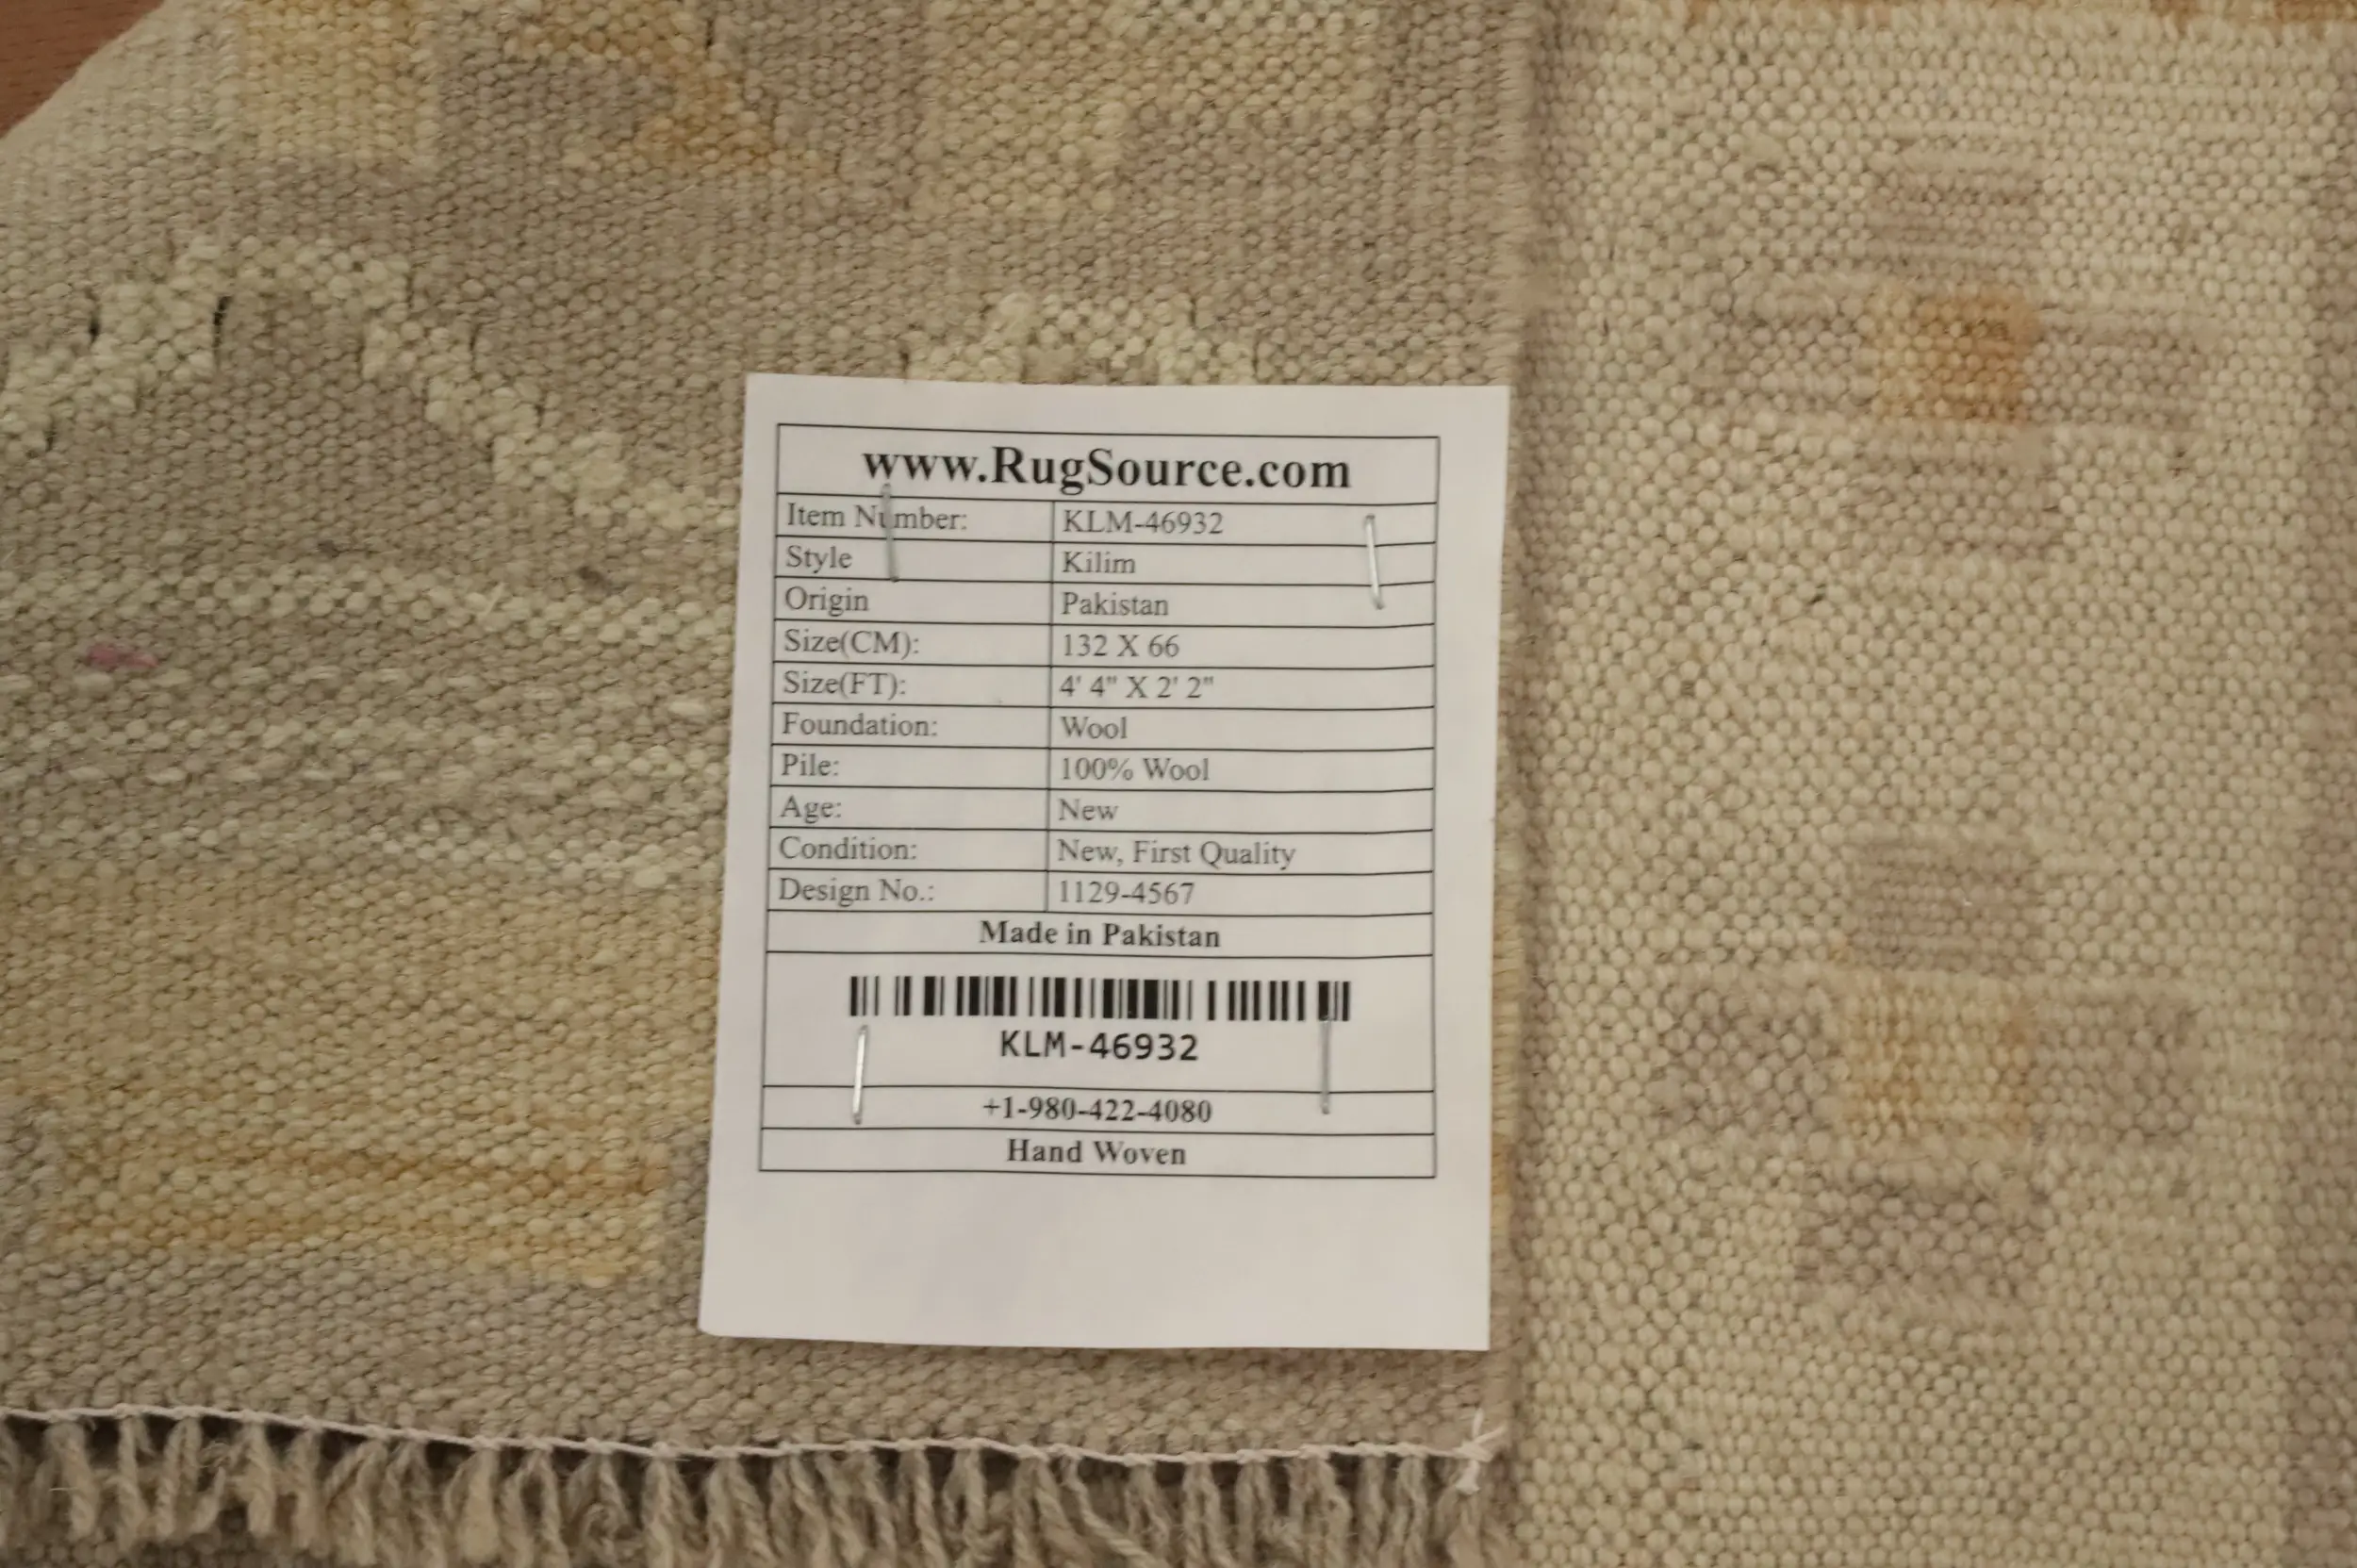 www.RugSource.com
Item Number: KLM-46932
Style Kilim
Origin Pakistan
Size(CM): 132 X 66
Size(FT): 4' 4" X 2' 2"
Foundation: Wool
Pile: 100% Wool
Age: New
Condition: New, First Quality
Design No.: 1129-4567
Made in Pakistan
KLM-46932
+1-980-422-4080
Hand Woven